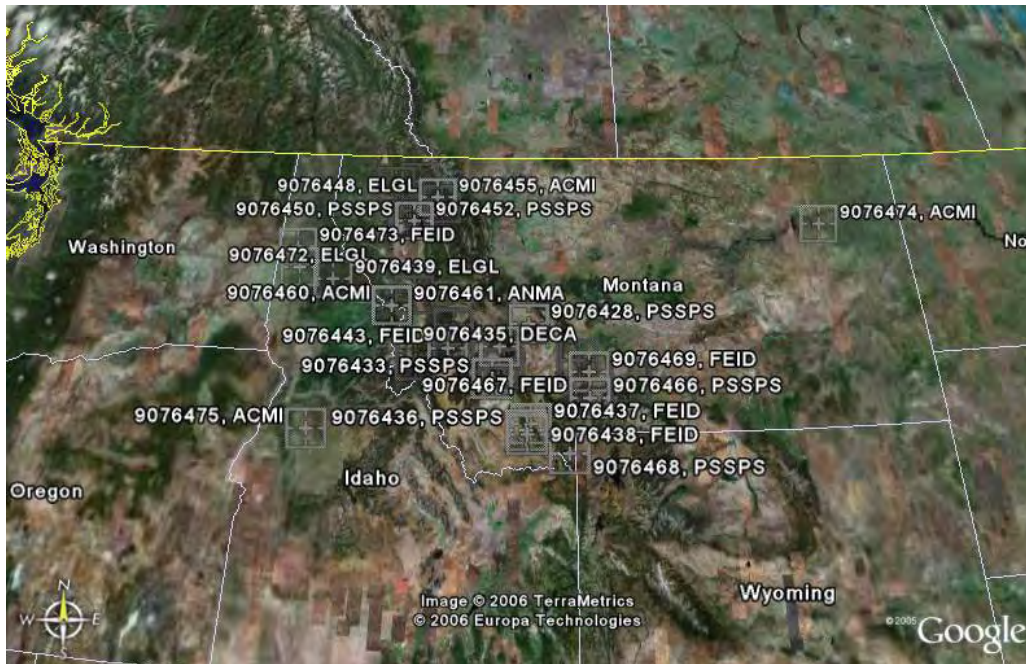 9076448, ELGL
9076455, ACMI
9076450, PSSPS
9076452, PSSPS
9076474, ACMI
9076473, FEID
Washington
No
9076472, ELGL
9076439, ELGL
Montana
9076460, ACMI
9076461, ANMA
9076428, PSSPS
9076443, FEID
9076435, DECA
9076433, PSSPS
9076469, FEID
9076467, FEID
9076466, PSSPS
9076475, ACMI
9076436, PSSPS
9076437, FEID
9076438, FEID
9076468, PSSPS
Idaho
Oregon
Wyoming
N
W
E
Image © 2006 TerraMetrics
© 2006 Europa Technologies
© 2005
Google